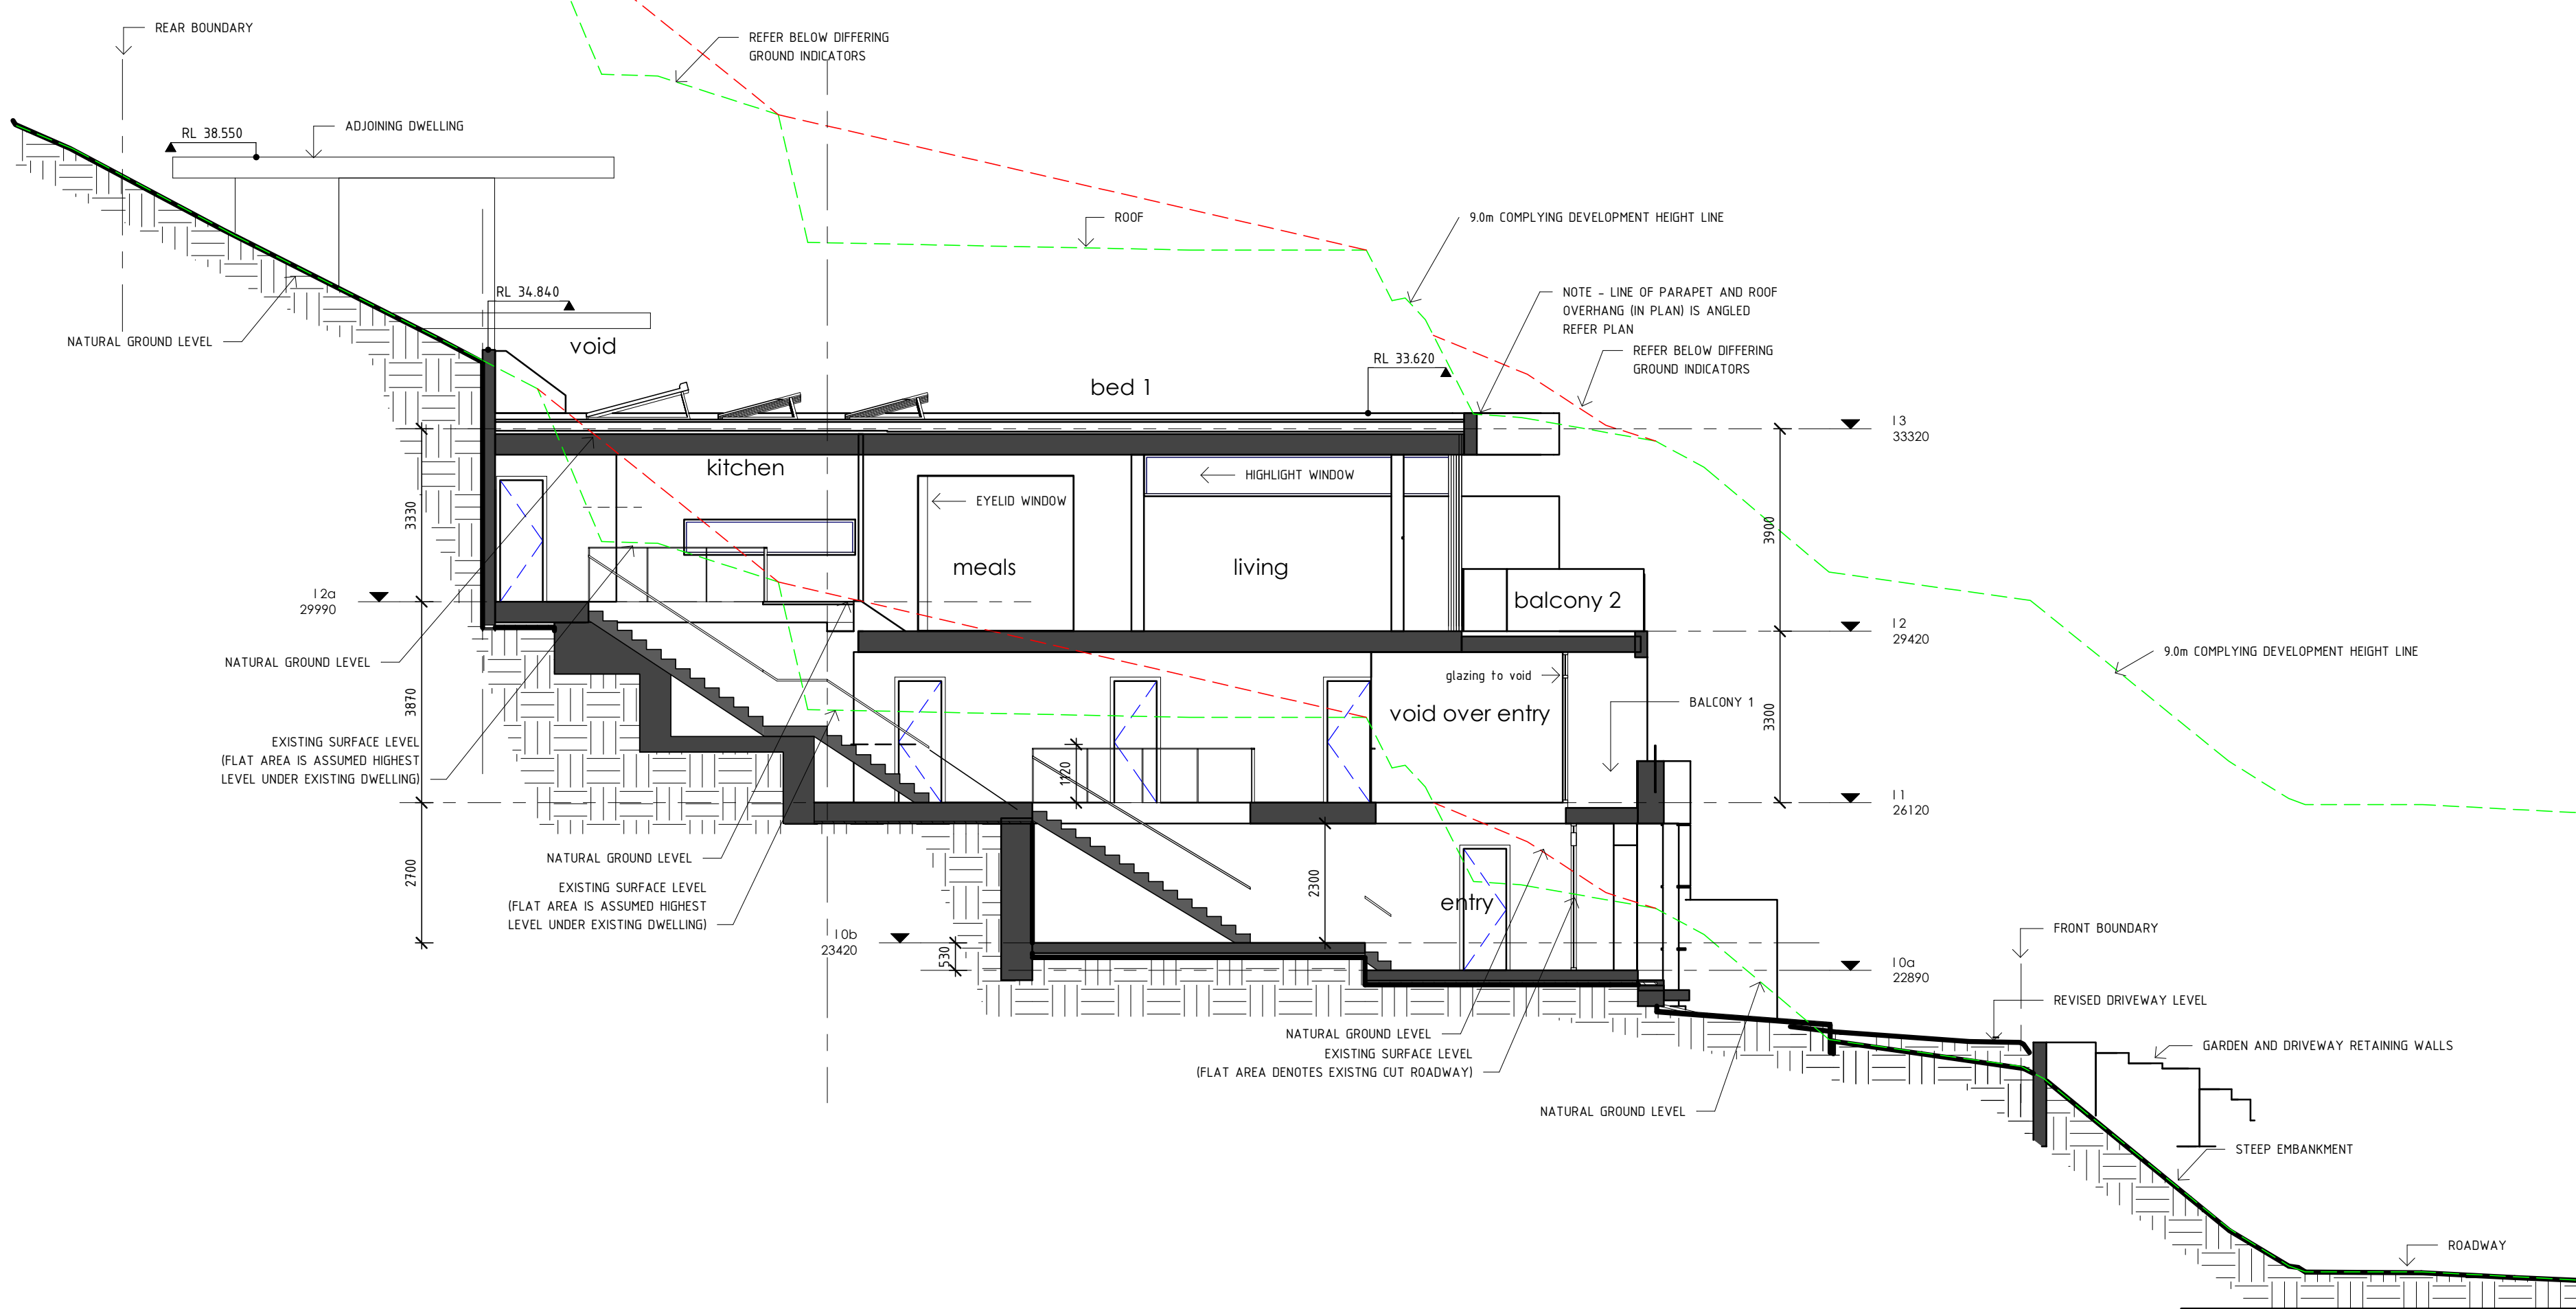 REAR BOUNDARY
REFER BELOW DIFFERING
GROUND INDICATORS
RL 38.550
ADJOINING DWELLING
ROOF
9.0m COMPLYING DEVELOPMENT HEIGHT LINE
RL 34.840
NOTE - LINE OF PARAPET AND ROOF
OVERHANG (IN PLAN) IS ANGLED
REFER PLAN
NATURAL GROUND LEVEL
void
RL 33.620
REFER BELOW DIFFERING
GROUND INDICATORS
bed 1
l 3
33320
kitchen
HIGHLIGHT WINDOW
EYELID WINDOW
3330
3900
meals
living
l 2a
29990
balcony 2
l 2
29420
NATURAL GROUND LEVEL
9.0m COMPLYING DEVELOPMENT HEIGHT LINE
glazing to void
3870
BALCONY 1
void over entry
3300
EXISTING SURFACE LEVEL
(FLAT AREA IS ASSUMED HIGHEST
LEVEL UNDER EXISTING DWELLING)
1120
l 1
26120
NATURAL GROUND LEVEL
2700
EXISTING SURFACE LEVEL
(FLAT AREA IS ASSUMED HIGHEST
LEVEL UNDER EXISTING DWELLING)
2300
entry
l 0b
23420
530
FRONT BOUNDARY
l 0a
22890
REVISED DRIVEWAY LEVEL
NATURAL GROUND LEVEL
EXISTING SURFACE LEVEL
(FLAT AREA DENOTES EXISTNG CUT ROADWAY)
GARDEN AND DRIVEWAY RETAINING WALLS
NATURAL GROUND LEVEL
STEEP EMBANKMENT
ROADWAY